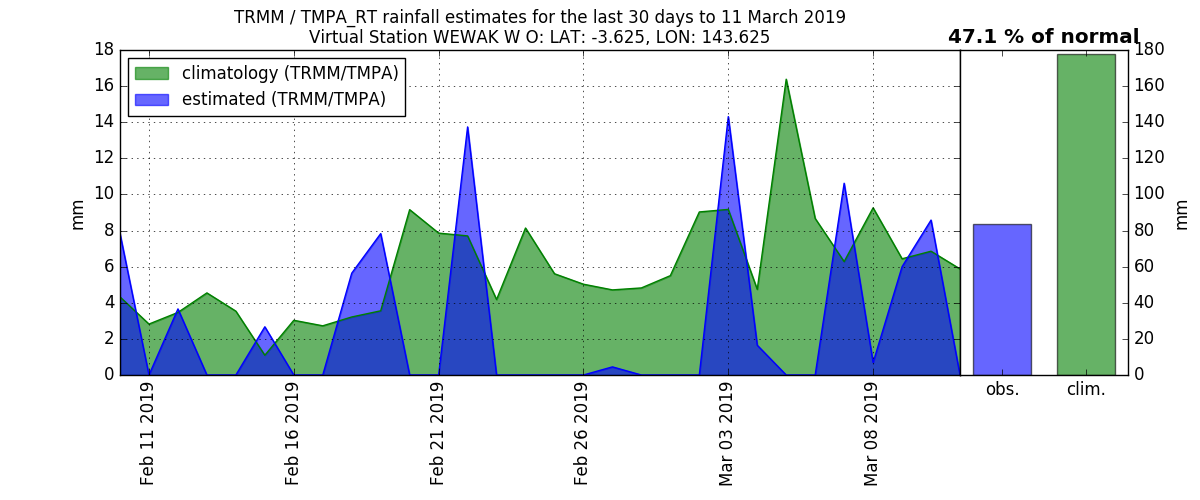 TRMM / TMPA_RT rainfall estimates for the last 30 days to 11 March 2019
Virtual Station WEWAK W O: LAT: -3.625, LON: 143.625
47.1 % of normal
climatology (TRMM/TMPA)
estimated (TRMM/TMPA)
mm
18
16
14
12
10
8
6
4
2
0
Feb 11 2019
Feb 16 2019
Feb 21 2019
Feb 26 2019
Mar 03 2019
Mar 08 2019
obs.
clim.
180
160
140
120
100
80
60
40
20
0
mm